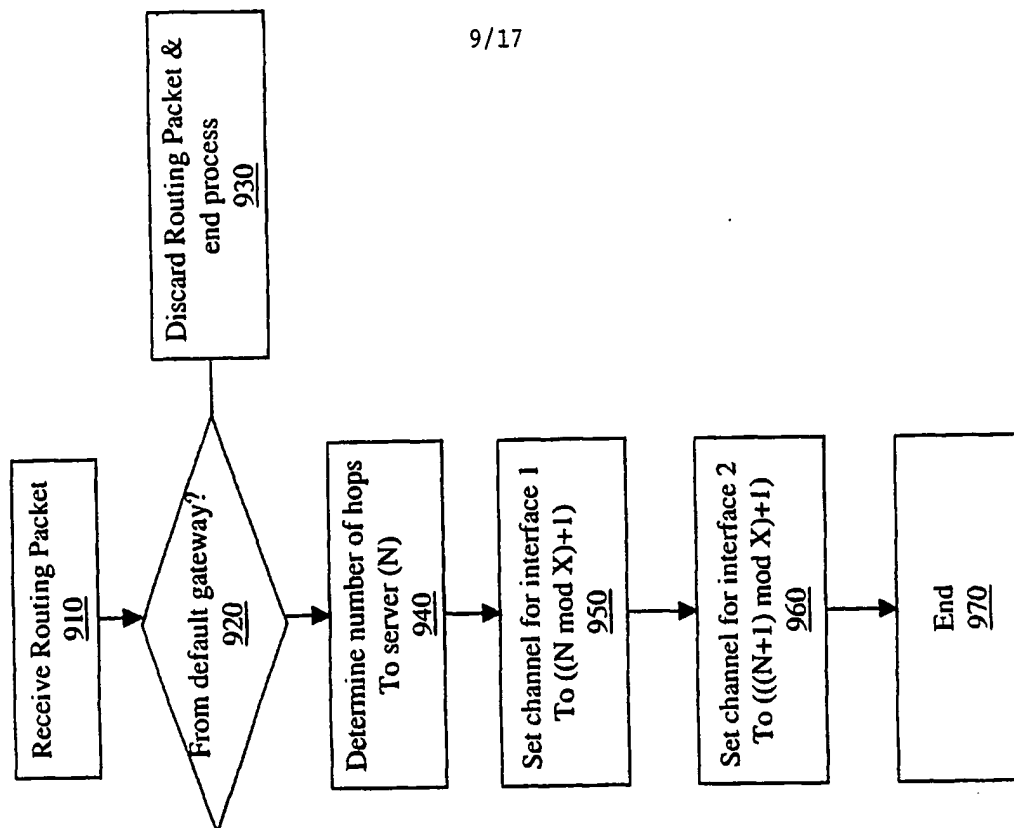 9/17
Receive Routing Packet
910
From default gateway?
920
Discard Routing Packet &
end process
930
Determine number of hops
To server (N)
940
Set channel for interface 1
To ((N mod X)+1)
950
Set channel for interface 2
To (((N+1) mod X)+1)
960
End
970